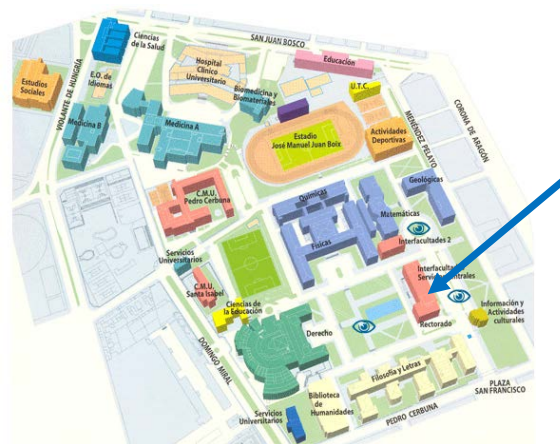 Ciencias
de la Salud
SAN JUAN BOSCO
Hospital
Clínico
Universitario
Educación
Estudios
Sociales
E.O. de
Idiomas
VIOLANTE DE HUNGRÍA
Biomedicina y
Biomateriales
U.T.C.
MENÉNDEZ PELAYO
CORONA DE ARAGÓN
Medicina B
Medicina A
Estadio
José Manuel Juan Boix
Actividades
Deportivas
C.M.U.
Pedro Cerbuna
Químicas
Geológicas
Matemáticas
Físicas
Interfacultades 2
Servicios
Universitarios
C.M.U.
Santa Isabel
Ciencias de
la Educación
Rectorado
Información y
Actividades
culturales
DOMINGO MIRAL
Derecho
Filosofía y Letras
Biblioteca
de
Humanidades
PLAZA
SAN FRANCISCO
Servicios
Universitarios
PEDRO CERBUNA